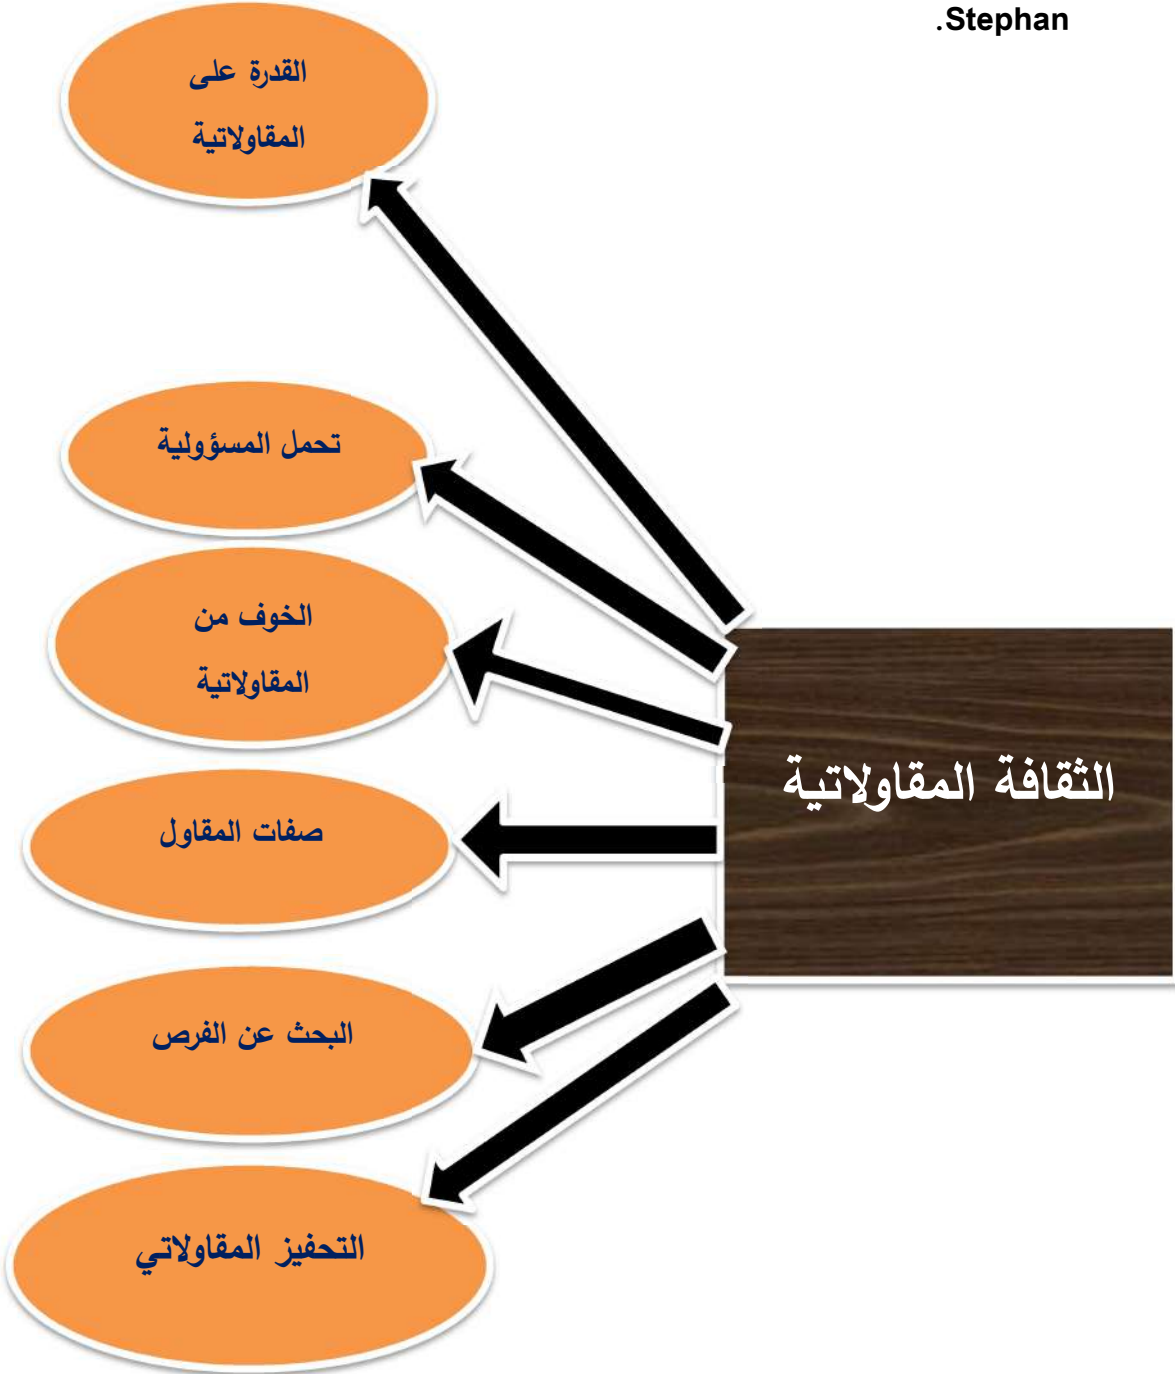 Stephan.
القدرة على
المقاولاتية
تحمل المسؤولية
الخوف من
المقاولاتية
الثقافة المقاولاتية
صفات المقاول
البحث عن الفرص
التحفيز المقاولاتي